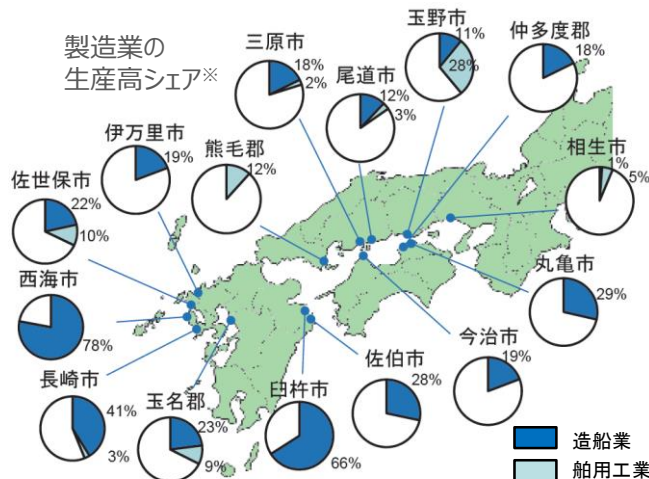 製造業の
生産高シェア※
三原市
18%
2%
尾道市
12%
3%
玉野市
11%
28%
仲多度郡
18%
相生市
1%
5%
伊万里市
19%
熊毛郡
12%
佐世保市
22%
10%
西海市
78%
丸亀市
29%
今治市
19%
佐伯市
28%
臼杵市
66%
長崎市
41%
3%
玉名郡
23%
9%
造船業
舶用工業